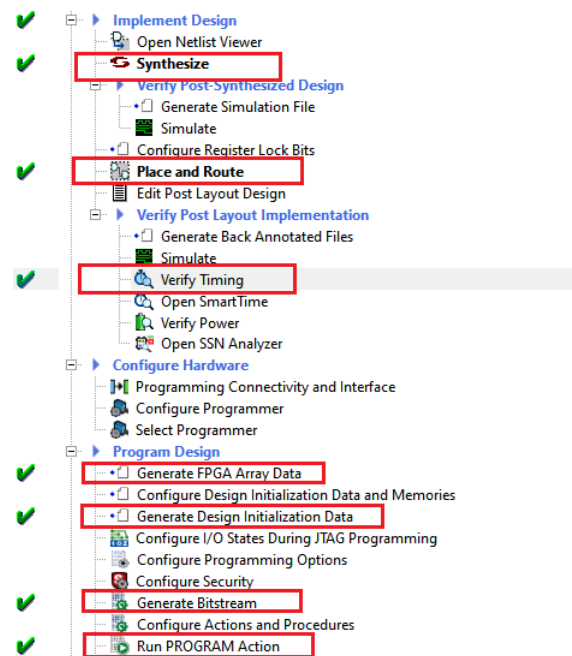 Implement Design
Open Netlist Viewer
Synthesize
Verify Post-Synthesized Design
Generate Simulation File
Simulate
Configure Register Lock Bits
Place and Route
Edit Post Layout Design
Verify Post Layout Implementation
Generate Back Annotated Files
Simulate
Verify Timing
Open SmartTime
Verify Power
Open SSN Analyzer
Configure Hardware
Programming Connectivity and Interface
Configure Programmer
Select Programmer
Program Design
Generate FPGA Array Data
Configure Design Initialization Data and Memories
Generate Design Initialization Data
Configure I/O States During JTAG Programming
Configure Programming Options
Configure Security
Generate Bitstream
Configure Actions and Procedures
Run PROGRAM Action